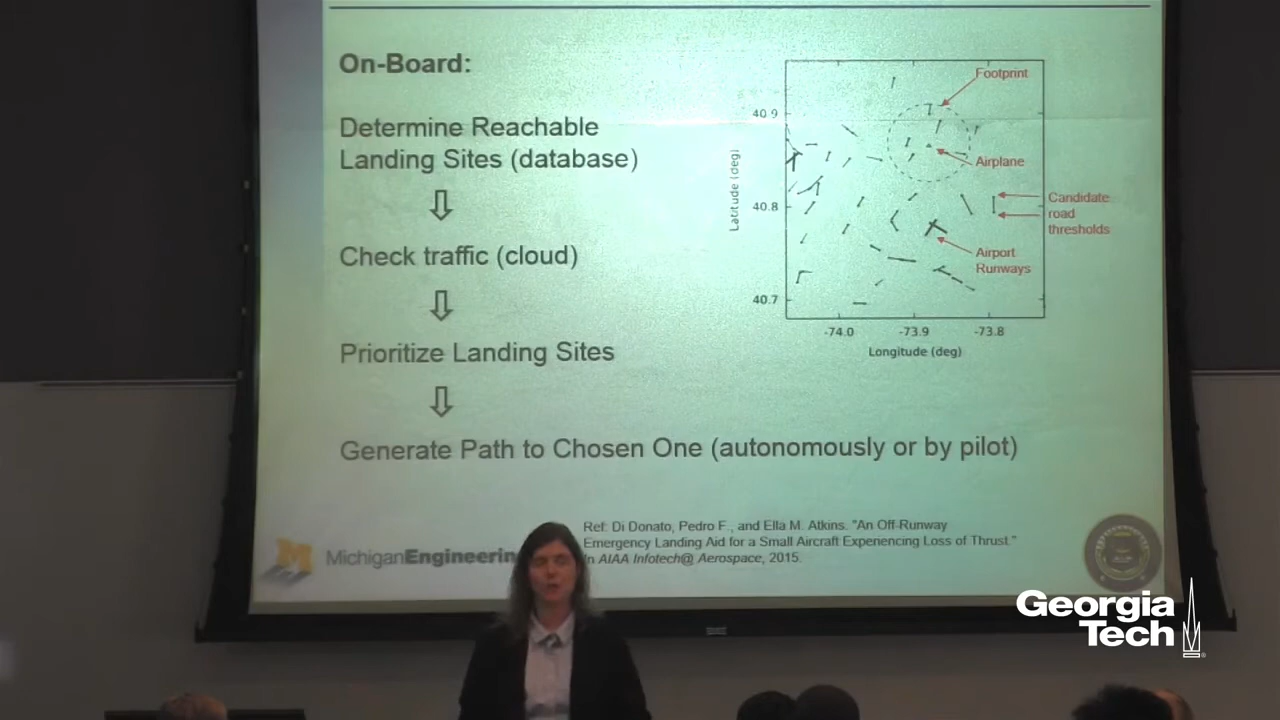 On-Board:
Determine Reachable
Landing Sites (database)
Check traffic (cloud)
Prioritize Landing Sites
Generate Path to Chosen One (autonomously or by pilot)
Footprint
Airplane
Candidate
road
thresholds
Airport
Runways
Latitude (deg)
40.9
40.8
40.7
-74.0 -73.9 -73.8
Longitude (deg)
Ref: Di Donato, Pedro F., and Ella M. Atkins. "An Off-Runway
Emergency Landing Aid for a Small Aircraft Experiencing Loss of Thrust."
In AIAA Infotech@ Aerospace, 2015.
MichiganEngineerin
Georgia
Tech